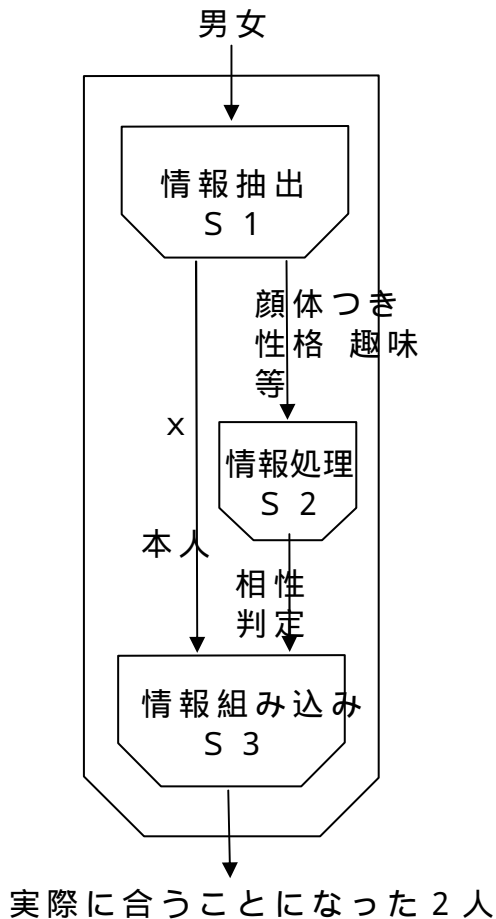 男女
情報抽出
Ｓ １
顔体つき
性格 趣味
等
x
情報処理
Ｓ ２
本人
相性
判定
情報組み込み
Ｓ ３
実際に合うことになった２人